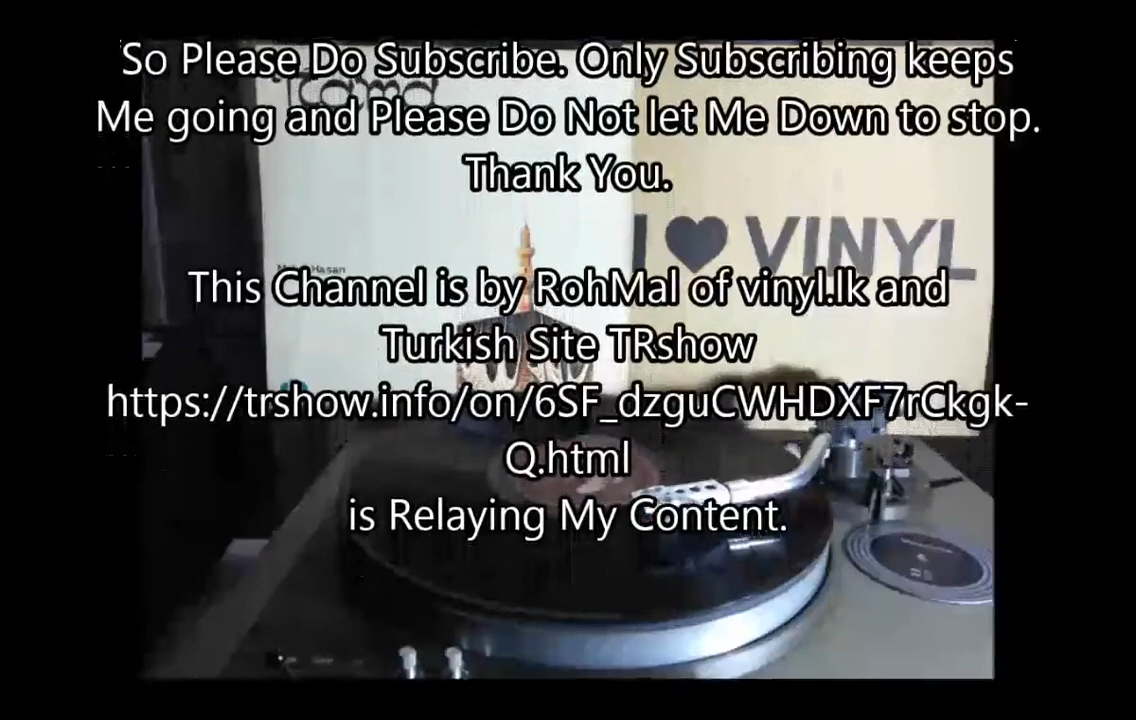 So Please Do Subscribe. Only Subscribing keeps
Me going and Please Do Not let Me Down to stop.
Thank You.
I ♥ VINYL
Hasan
This Channel is by RohMal of vinyl.lk and
Turkish Site TRshow
https://trshow.info/on/6SF_dzguCWHDXF7rCkgk-
Q.html
is Relaying My Content.